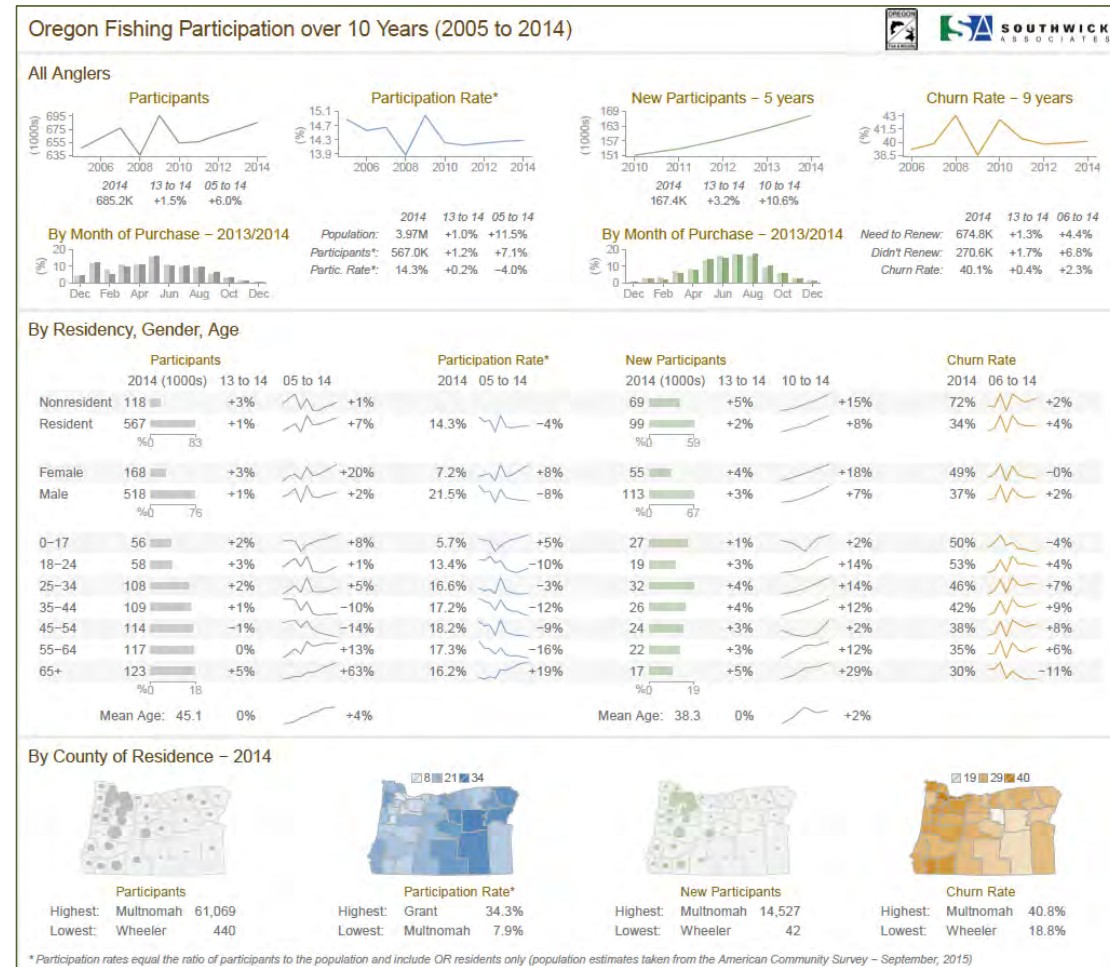 Oregon Fishing Participation over 10 Years (2005 to 2014)
OREGON
SA SOUTHWICK
ASSOCIATES
All Anglers
Participants
(1000s)
695
675
655
635
2006 2008 2010 2012 2014
2014 13 to 14 05 to 14
685.2K +1.5% +6.0%
Participation Rate*
(%)
15.1
14.7
14.3
13.9
2006 2008 2010 2012 2014
2014 13 to 14 05 to 14
Population: 3.97M +1.0% +11.5%
Participants*: 567.0K +1.2% +7.1%
Partic. Rate*: 14.3% +0.2% −4.0%
New Participants − 5 years
(1000s)
169
163
157
151
2010 2011 2012 2013 2014
2014 13 to 14 10 to 14
167.4K +3.2% +10.6%
Churn Rate − 9 years
(%)
43
41.5
40
38.5
2006 2008 2010 2012 2014
2014 13 to 14 06 to 14
Need to Renew: 674.8K +1.3% +4.4%
Didn't Renew: 270.6K +1.7% +6.8%
Churn Rate: 40.1% +0.4% +2.3%
By Month of Purchase − 2013/2014
(%)
20
10
0
Dec Feb Apr Jun Aug Oct Dec
By Month of Purchase − 2013/2014
(%)
20
10
0
Dec Feb Apr Jun Aug Oct Dec
By Residency, Gender, Age
Participants Participation Rate* New Participants Churn Rate
2014 (1000s) 13 to 14 05 to 14 2014 05 to 14 2014 (1000s) 13 to 14 10 to 14 2014 06 to 14
Nonresident 118 +3% +1% 69 +5% +15% 72% +2%
Resident 567 +1% +7% 14.3% −4% 99 +2% +8% 34% +4%
%0 83 %0 59
Female 168 +3% +20% 7.2% +8% 55 +4% +18% 49% −0%
Male 518 +1% +2% 21.5% −8% 113 +3% +7% 37% +2%
%0 76 %0 67
0−17 56 +2% +8% 5.7% +5% 27 +1% +2% 50% −4%
18−24 58 +3% +1% 13.4% −10% 19 +3% +14% 53% +4%
25−34 108 +2% +5% 16.6% −3% 32 +4% +14% 46% +7%
35−44 109 +1% −10% 17.2% −12% 26 +4% +12% 42% +9%
45−54 114 −1% −14% 18.2% −9% 24 +3% +2% 38% +8%
55−64 117 0% +13% 17.3% −16% 22 +3% +12% 35% +6%
65+ 123 +5% +63% 16.2% +19% 17 +5% +29% 30% −11%
%0 18 %0 19
Mean Age: 45.1 0% +4% Mean Age: 38.3 0% +2%
By County of Residence − 2014
8 21 34
19 29 40
Participants Participation Rate* New Participants Churn Rate
Highest: Multnomah 61,069 Highest: Grant 34.3% Highest: Multnomah 14,527 Highest: Multnomah 40.8%
Lowest: Wheeler 440 Lowest: Multnomah 7.9% Lowest: Wheeler 42 Lowest: Wheeler 18.8%
* Participation rates equal the ratio of participants to the population and include OR residents only (population estimates taken from the American Community Survey − September, 2015)